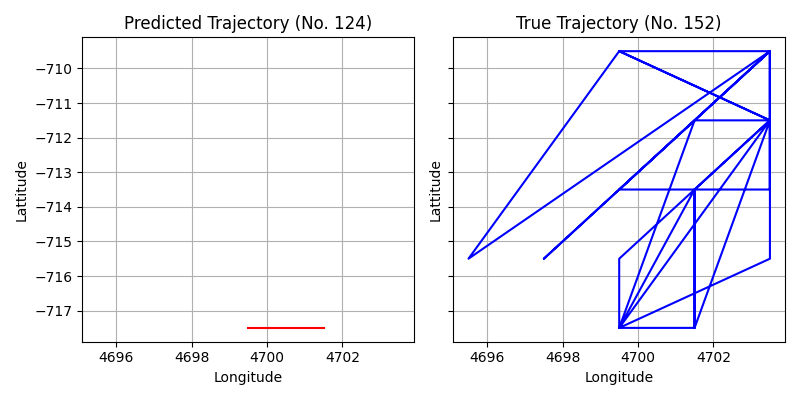 Predicted Trajectory (No. 124)
True Trajectory (No. 152)
Lattitude
−710
−711
−712
−713
−714
−715
−716
−717
4696
4698
4700
4702
Longitude
Lattitude
4696
4698
4700
4702
Longitude